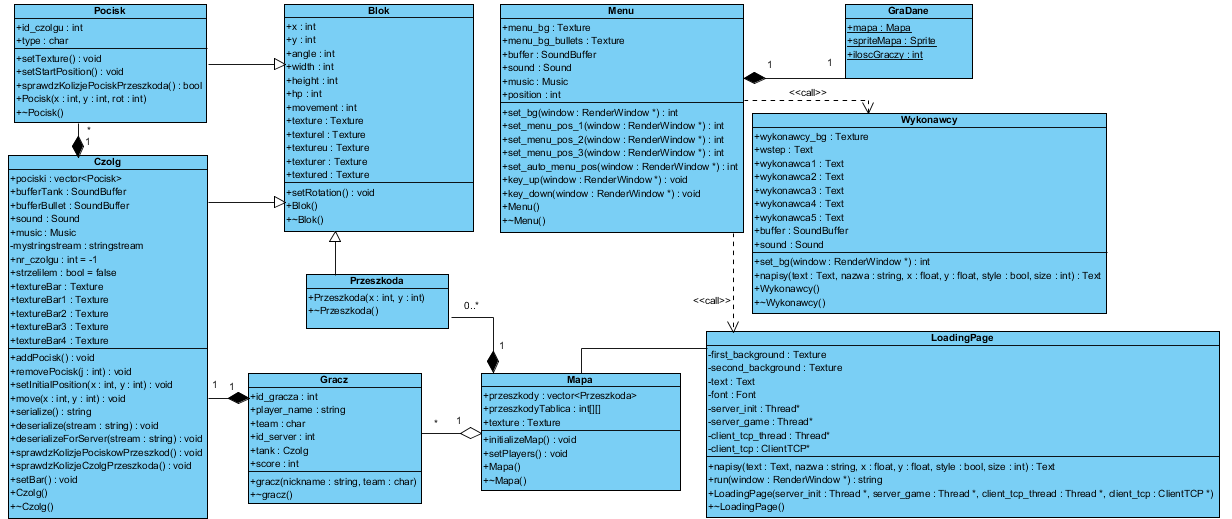 Pocisk
+id_czolgu : int
+type : char
+setTexture() : void
+setStartPosition() : void
+sprawdzKolizjePociskPrzeszkoda() : bool
+Pocisk(x : int, y : int, rot : int)
+~Pocisk()
*
1
Czolg
+pociski : vector<Pocisk>
+bufferTank : SoundBuffer
+bufferBullet : SoundBuffer
+sound : Sound
+music : Music
-mystringstream : stringstream
+nr_czolgu : int = -1
+strzelilem : bool = false
+textureBar : Texture
+textureBar1 : Texture
+textureBar2 : Texture
+textureBar3 : Texture
+textureBar4 : Texture
+addPocisk() : void
+removePocisk(j : int) : void
+setInitialPosition(x : int, y : int) : void
+move(x : int, y : int) : void
+serialize() : string
+deserialize(stream : string) : void
+deserializeForServer(stream : string) : void
+sprawdzKolizjePociskowPrzeszkod() : void
+sprawdzKolizjeCzolgPrzeszkoda() : void
+setBar() : void
+Czolg()
+~Czolg()
Blok
+x : int
+y : int
+angle : int
+width : int
+height : int
+hp : int
+movement : int
+texture : Texture
+texturel : Texture
+textureu : Texture
+texturer : Texture
+textured : Texture
+setRotation() : void
+Blok()
+~Blok()
Przeszkoda
+Przeszkoda(x : int, y : int)
+~Przeszkoda()
0..*
1
1
1
Gracz
+id_gracza : int
+player_name : string
+team : char
+id_server : int
+tank : Czolg
+score : int
+gracz(nickname : string, team : char)
+~gracz()
*
1
Mapa
+przeszkody : vector<Przeszkoda>
+przeszkodyTablica : int[][]
+texture : Texture
+initializeMap() : void
+setPlayers() : void
+Mapa()
+~Mapa()
Menu
+menu_bg : Texture
+menu_bg_bullets : Texture
+buffer : SoundBuffer
+sound : Sound
+music : Music
+position : int
+set_bg(window : RenderWindow *) : int
+set_menu_pos_1(window : RenderWindow *) : int
+set_menu_pos_2(window : RenderWindow *) : int
+set_menu_pos_3(window : RenderWindow *) : int
+set_auto_menu_pos(window : RenderWindow *) : int
+key_up(window : RenderWindow *) : void
+key_down(window : RenderWindow *) : void
+Menu()
+~Menu()
1
1
GraDane
+mapa : Mapa
+spriteMapa : Sprite
+iloscGraczy : int
<<call>>
Wykonawcy
+wykonawcy_bg : Texture
+wstep : Text
+wykonawca1 : Text
+wykonawca2 : Text
+wykonawca3 : Text
+wykonawca4 : Text
+wykonawca5 : Text
+buffer : SoundBuffer
+sound : Sound
+set_bg(window : RenderWindow *) : int
+napisy(text : Text, nazwa : string, x : float, y : float, style : bool, size : int) : Text
+Wykonawcy()
+~Wykonawcy()
<<call>>
LoadingPage
-first_background : Texture
-second_background : Texture
-text : Text
-font : Font
-server_init : Thread*
-server_game : Thread*
-client_tcp_thread : Thread*
-client_tcp : ClientTCP*
+napisy(text : Text, nazwa : string, x : float, y : float, style : bool, size : int) : Text
+run(window : RenderWindow *) : string
+LoadingPage(server_init : Thread *, server_game : Thread *, client_tcp_thread : Thread *, client_tcp : ClientTCP *)
+~LoadingPage()